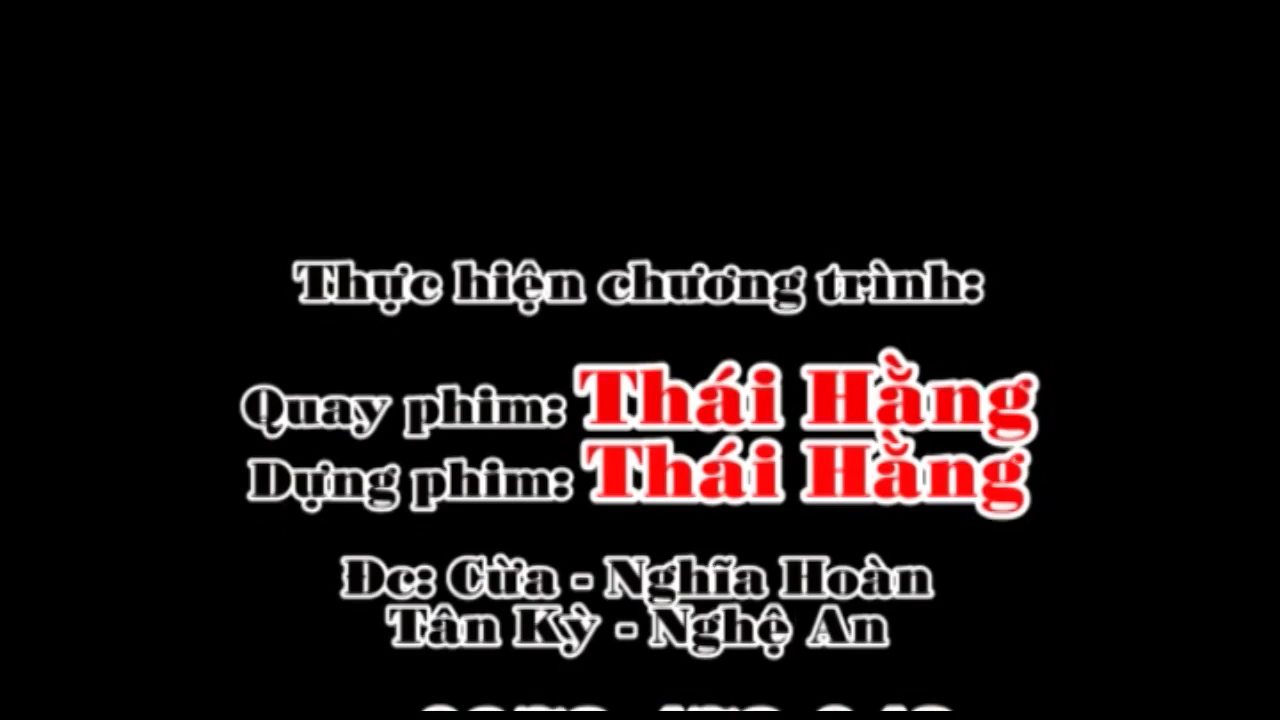 Thực hiện chương trình:
Quay phim: Thái Hằng
Dựng phim: Thái Hằng
Đc: Cừa - Nghĩa Hoàn
Tân Kỳ - Nghệ An